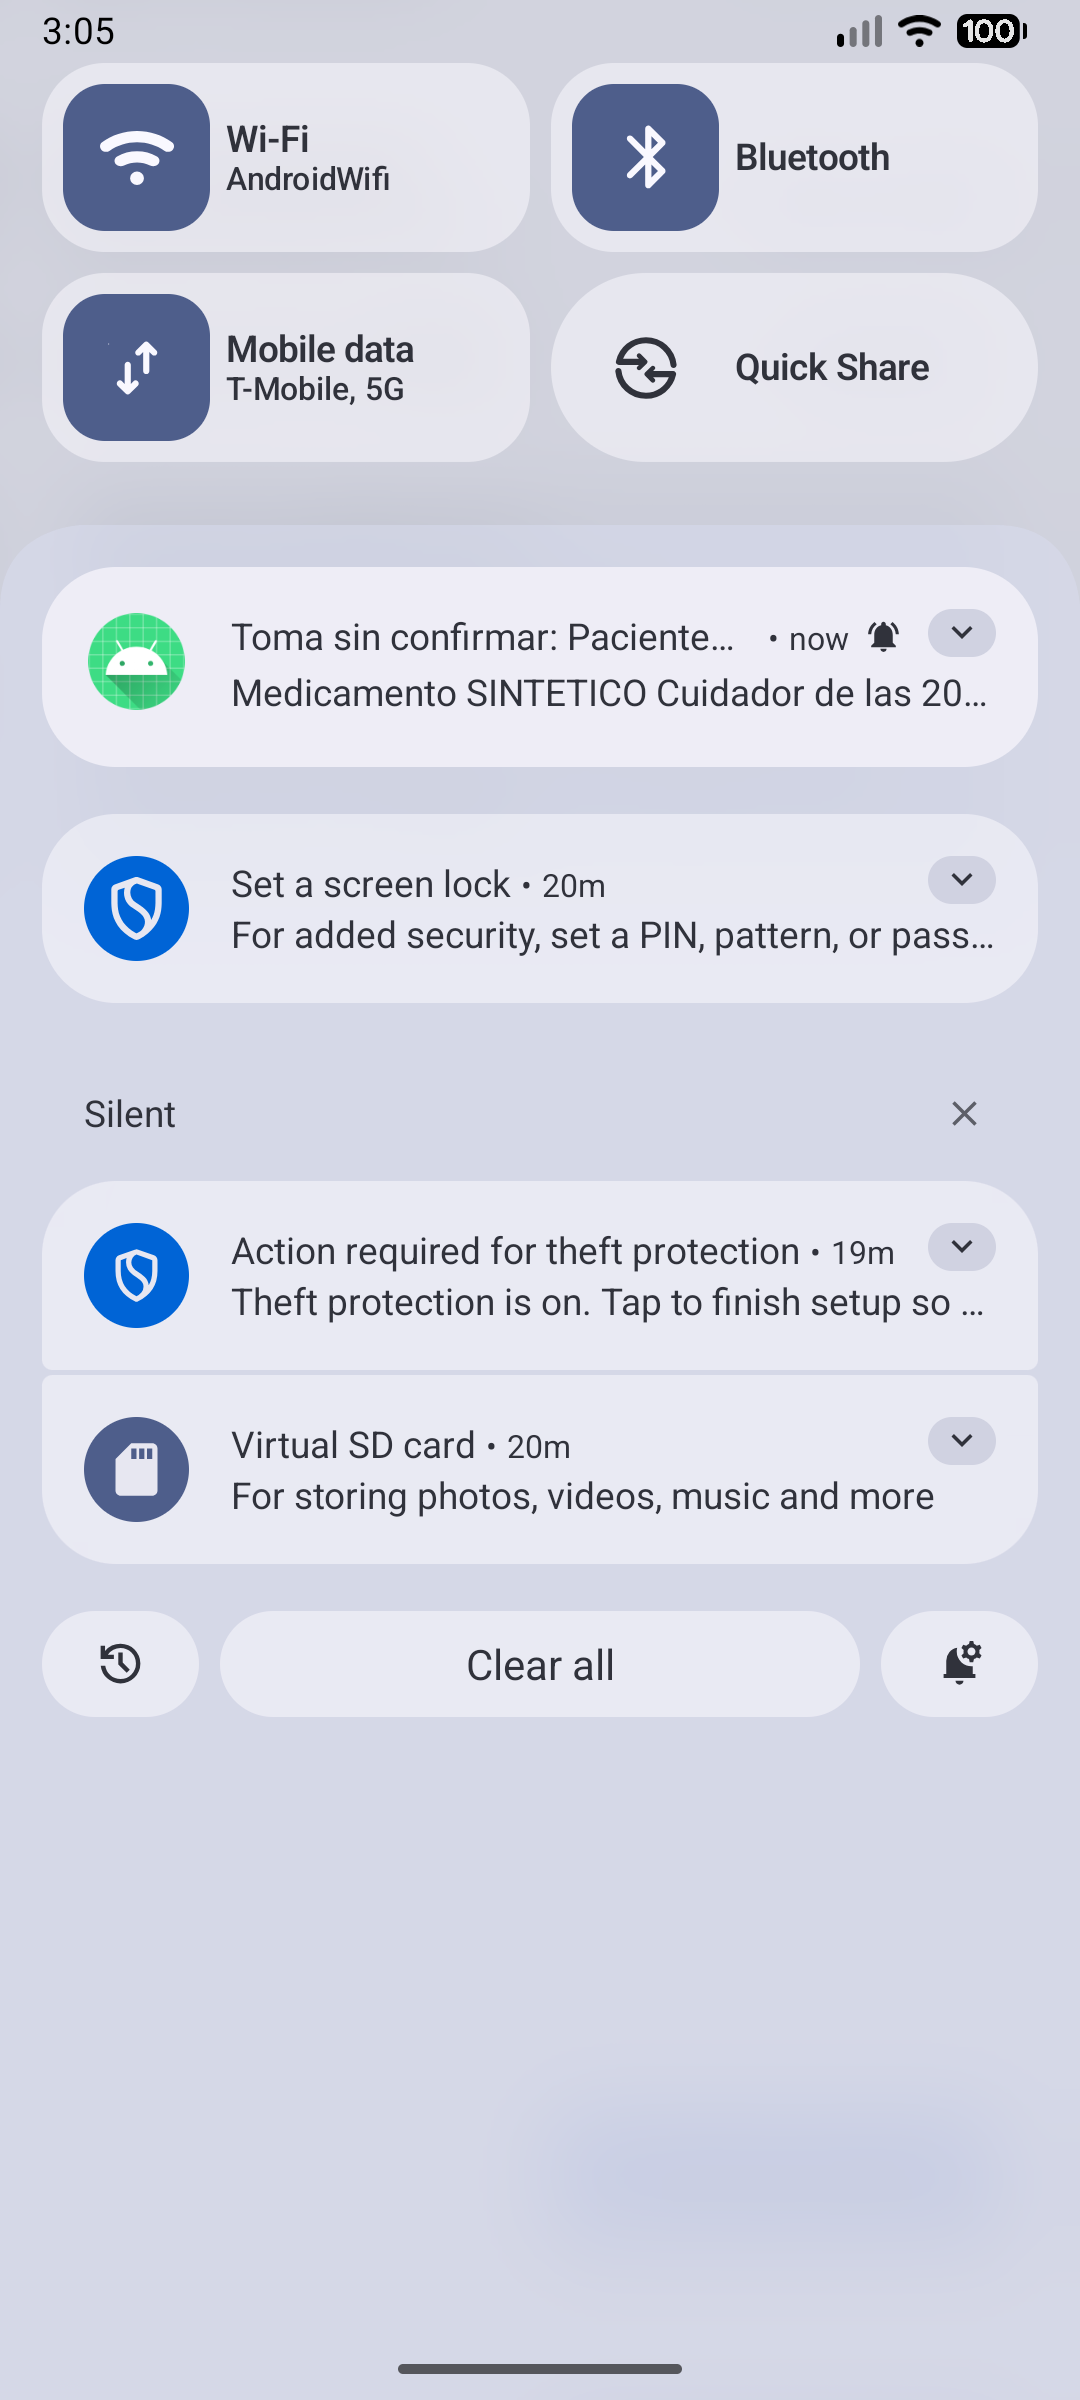 3:05
100
Wi-Fi
AndroidWifi
Bluetooth
Mobile data
T-Mobile, 5G
Quick Share
Toma sin confirmar: Paciente… • now
Medicamento SINTETICO Cuidador de las 20…
Set a screen lock • 20m
For added security, set a PIN, pattern, or pass…
Silent
Action required for theft protection • 19m
Theft protection is on. Tap to finish setup so …
Virtual SD card • 20m
For storing photos, videos, music and more
Clear all